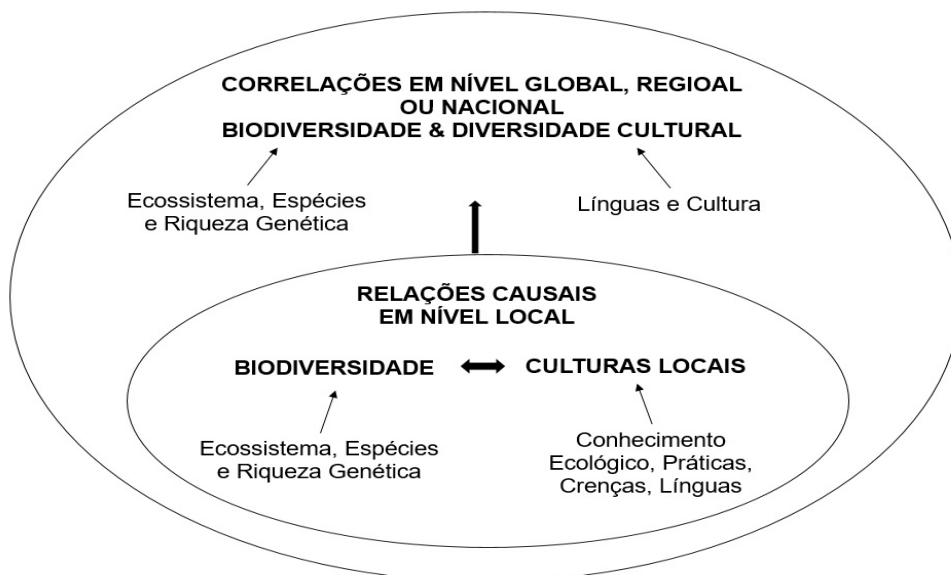 CORRELAÇÕES EM NÍVEL GLOBAL, REGIOAL
OU NACIONAL
BIODIVERSIDADE & DIVERSIDADE CULTURAL
Ecossistema, Espécies
e Riqueza Genética
Línguas e Cultura
RELAÇÕES CAUSAIS
EM NÍVEL LOCAL
BIODIVERSIDADE
CULTURAS LOCAIS
Ecossistema, Espécies
e Riqueza Genética
Conhecimento
Ecológico, Práticas,
Crenças, Línguas